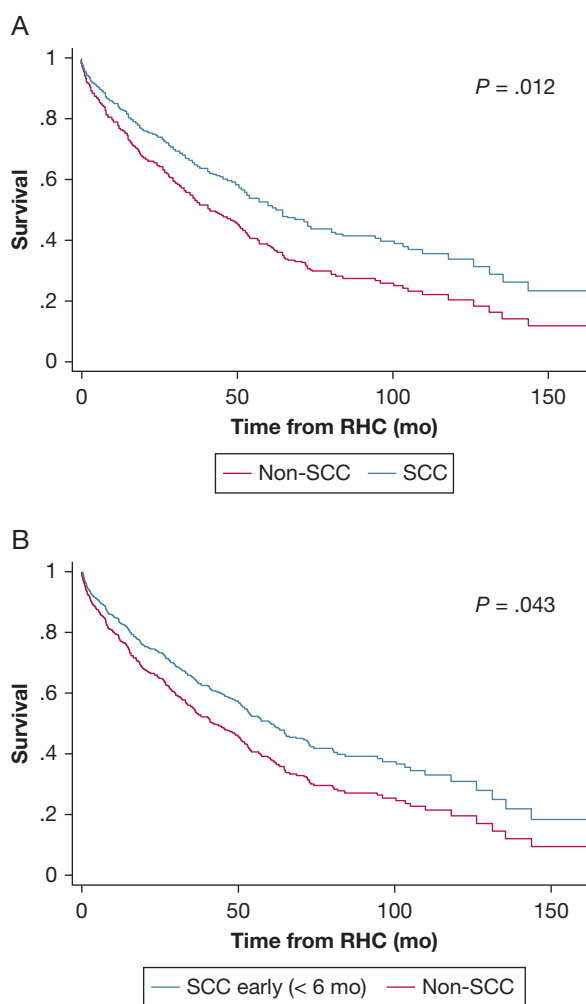 A
1
.8
.6
.4
.2
0
Survival
P = .012
0 50 100 150
Time from RHC (mo)
Non-SCC SCC
B
1
.8
.6
.4
.2
0
Survival
P = .043
0 50 100 150
Time from RHC (mo)
SCC early (< 6 mo) Non-SCC